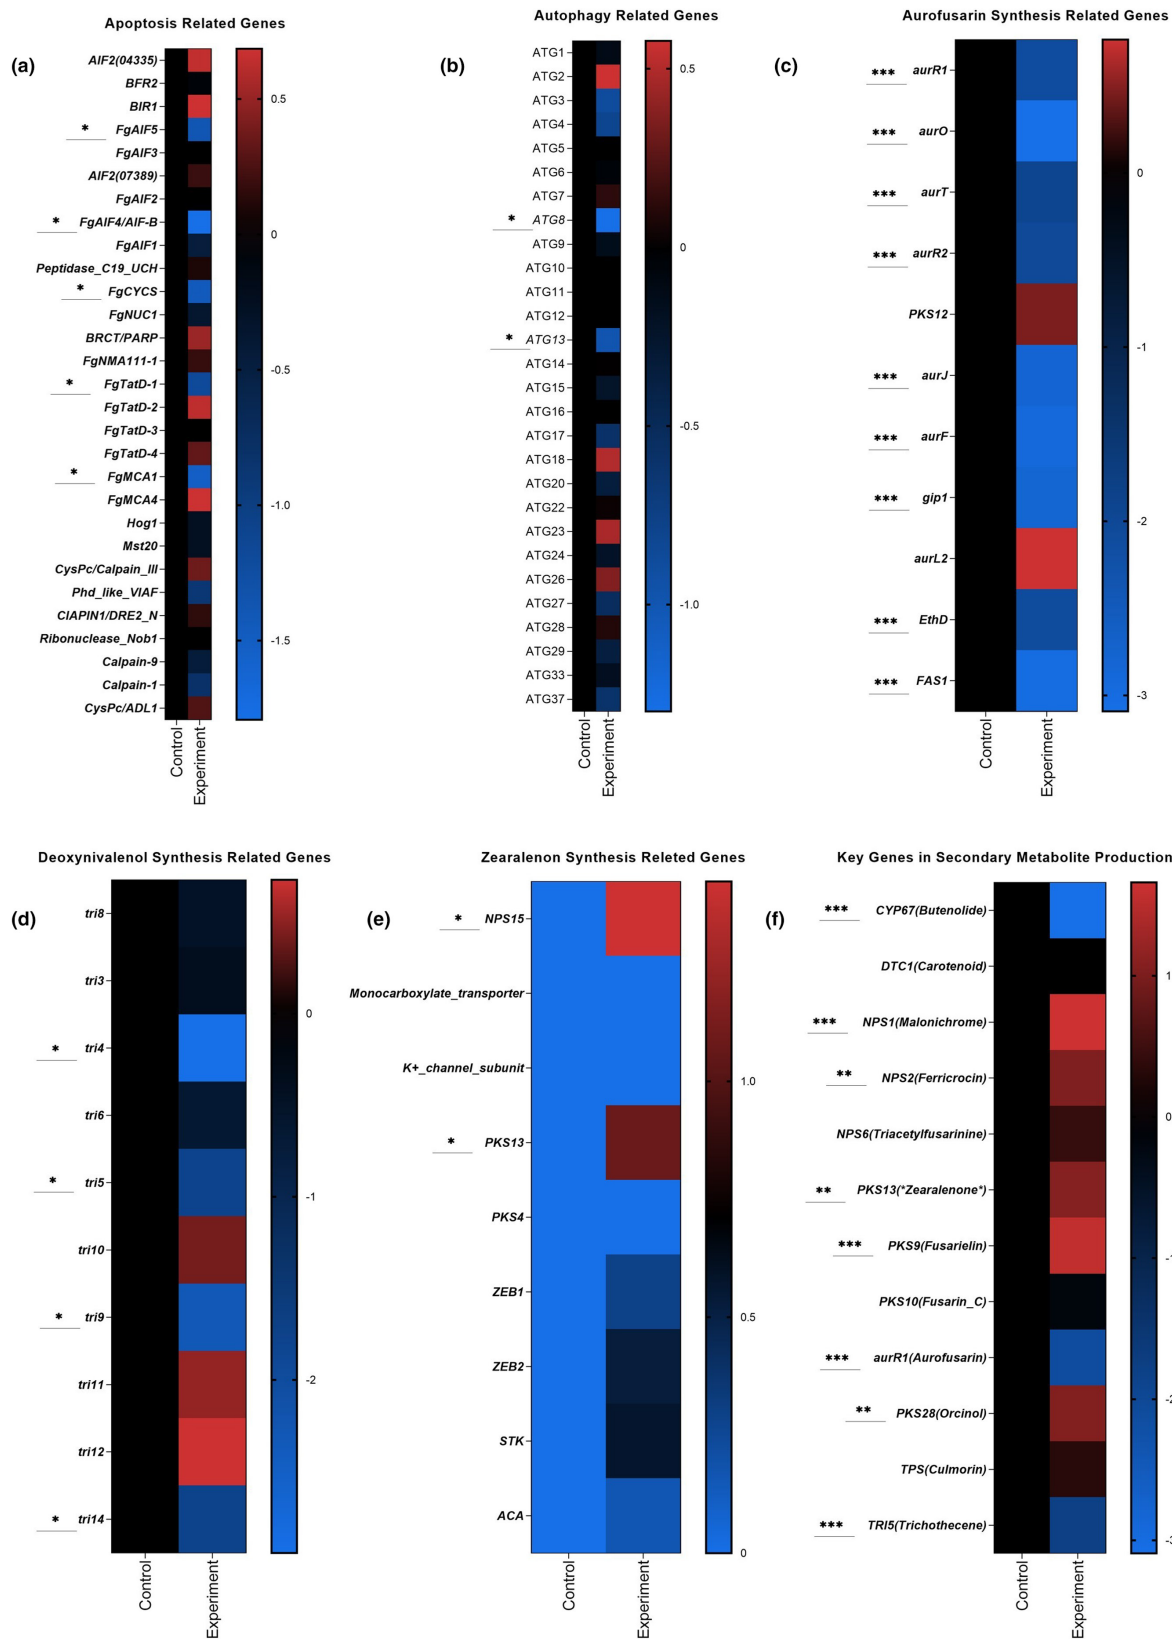 Apoptosis Related Genes
(a)
AIF2(04335)
BFR2
BIR1
* FgAIF5
FgAIF3
AIF2(07389)
FgAIF2
* FgAIF4/AIF-B
FgAIF1
Peptidase_C19_UCH
* FgCYCS
FgNUC1
BRCT/PARP
FgNMA111-1
* FgTatD-1
FgTatD-2
FgTatD-3
FgTatD-4
* FgMCA1
FgMCA4
Hog1
Mst20
CysPc/Calpain_III
Phd_like_VIAF
CIAPIN1/DRE2_N
Ribonuclease_Nob1
Calpain-9
Calpain-1
CysPc/ADL1
0.5
0
-0.5
-1.0
-1.5
Control
Experiment
Autophagy Related Genes
(b)
ATG1
ATG2
ATG3
ATG4
ATG5
ATG6
ATG7
* ATG8
ATG9
ATG10
ATG11
ATG12
* ATG13
ATG14
ATG15
ATG16
ATG17
ATG18
ATG20
ATG22
ATG23
ATG24
ATG26
ATG27
ATG28
ATG29
ATG33
ATG37
0.5
0
-0.5
-1.0
Control
Experiment
Aurofusarin Synthesis Related Genes
(c)
*** aurR1
*** aurO
*** aurT
*** aurR2
PKS12
*** aurJ
*** aurF
*** gip1
aurL2
*** EthD
*** FAS1
0
-1
-2
-3
Control
Experiment
Deoxynivalenol Synthesis Related Genes
(d)
tri8
tri3
* tri4
tri6
* tri5
tri10
* tri9
tri11
tri12
* tri14
0
-1
-2
Control
Experiment
Zearalenon Synthesis Releted Genes
(e)
* NPS15
Monocarboxylate_transporter
K+_channel_subunit
* PKS13
PKS4
ZEB1
ZEB2
STK
ACA
1.0
0.5
0
Control
Experiment
Key Genes in Secondary Metabolite Production
(f)
*** CYP67(Butenolide)
DTC1(Carotenoid)
*** NPS1(Malonichrome)
** NPS2(Ferricrocin)
NPS6(Triacetylfusarinine)
** PKS13(*Zearalenone*)
*** PKS9(Fusarielin)
PKS10(Fusarin_C)
*** aurR1(Aurofusarin)
** PKS28(Orcinol)
TPS(Culmorin)
*** TRI5(Trichothecene)
1
0
-1
-2
-3
Control
Experiment